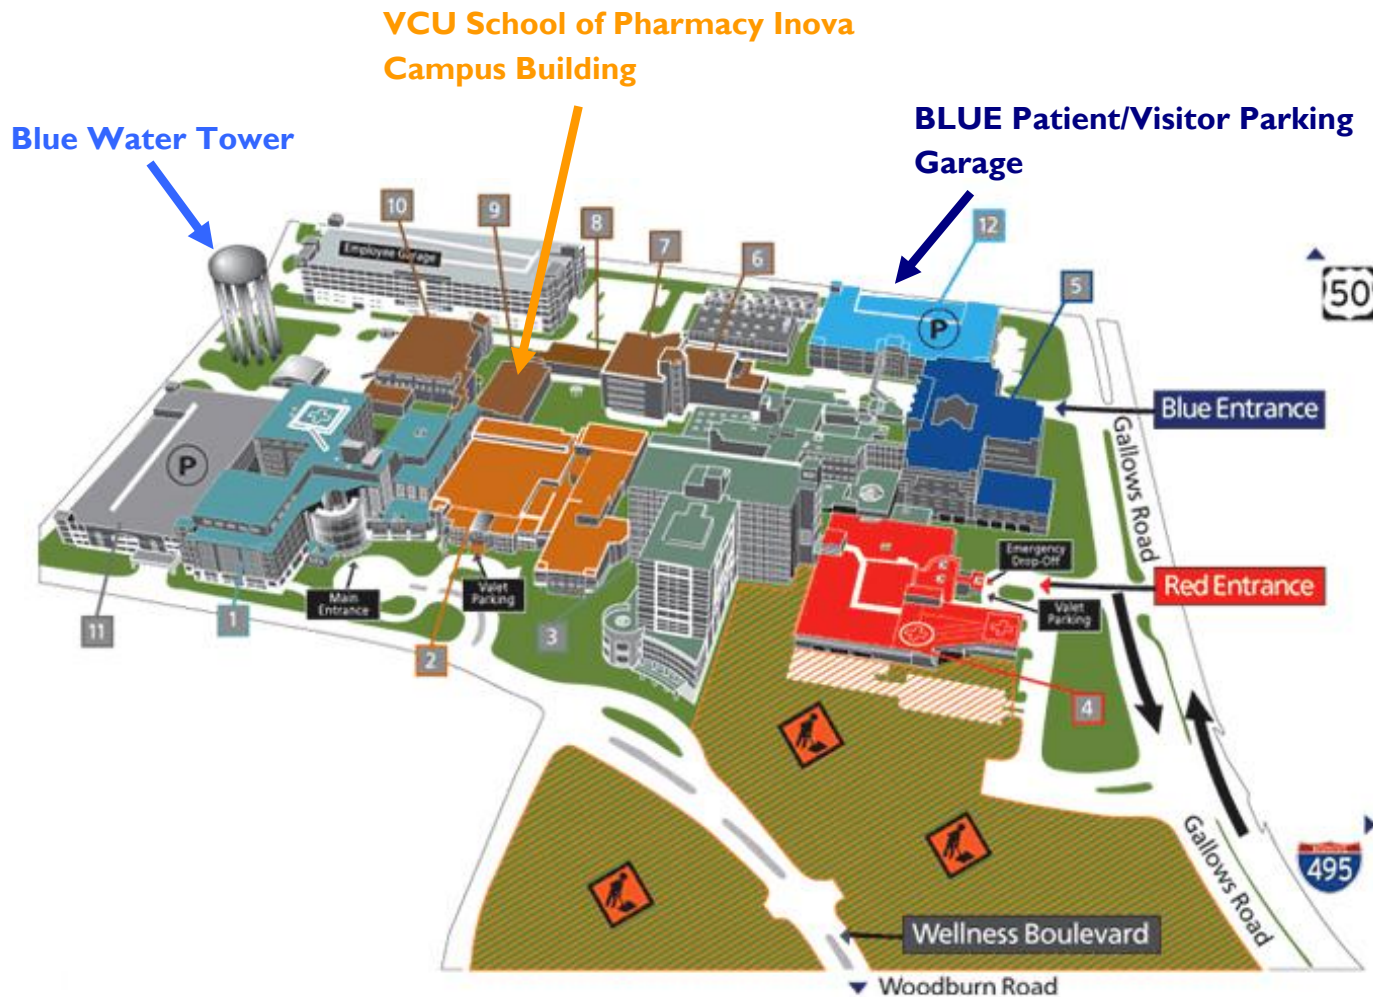 VCU School of Pharmacy Inova
Campus Building
Blue Water Tower
BLUE Patient/Visitor Parking
Garage
10
9
8
7
6
12
5
Employee Garage
50
P
Blue Entrance
Gallows Road
P
Emergency
Drop-Off
Red Entrance
Valet
Parking
Main
Entrance
Valet
Parking
11
1
2
3
4
Gallows Road
495
Wellness Boulevard
Woodburn Road